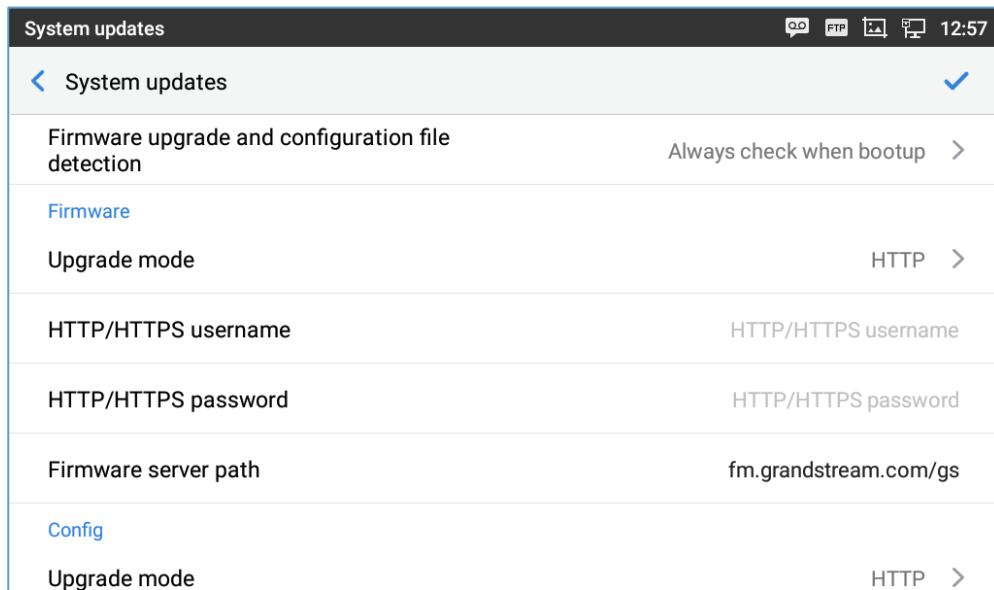 System updates
FTP
12:57
System updates
Firmware upgrade and configuration file
detection
Always check when bootup
Firmware
Upgrade mode
HTTP
HTTP/HTTPS username
HTTP/HTTPS username
HTTP/HTTPS password
HTTP/HTTPS password
Firmware server path
fm.grandstream.com/gs
Config
Upgrade mode
HTTP